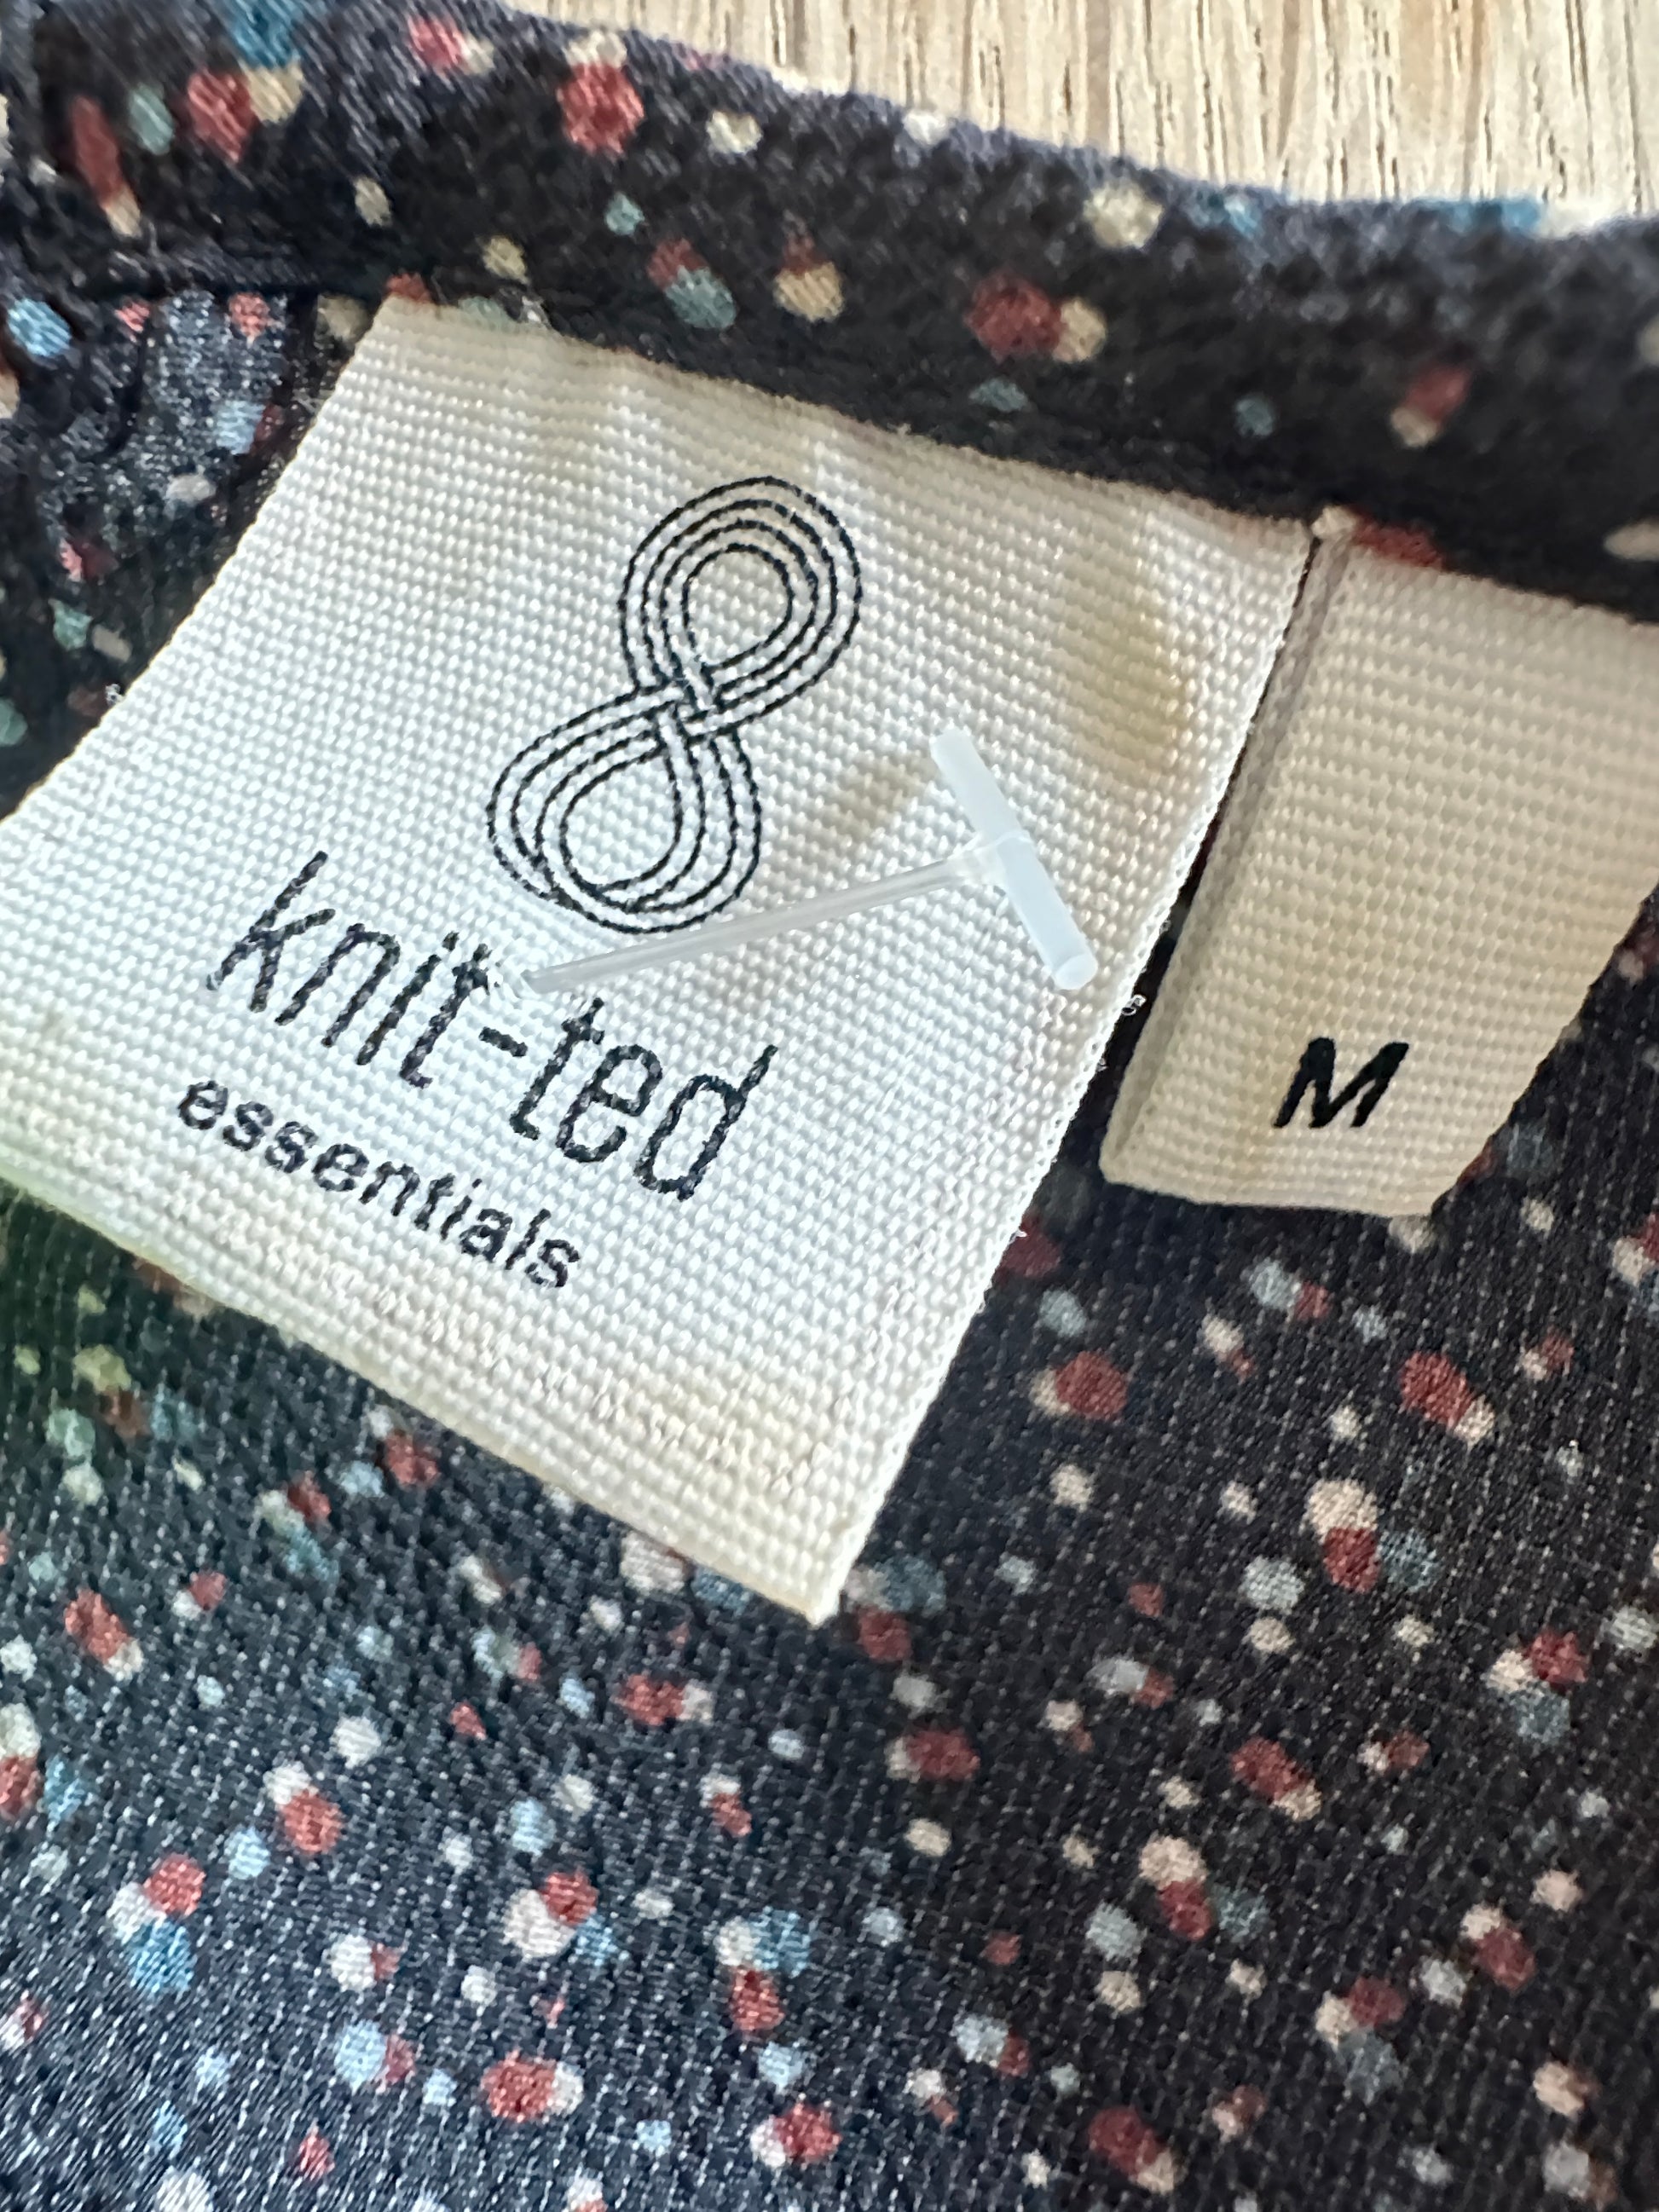 knit-ted
essentials
M